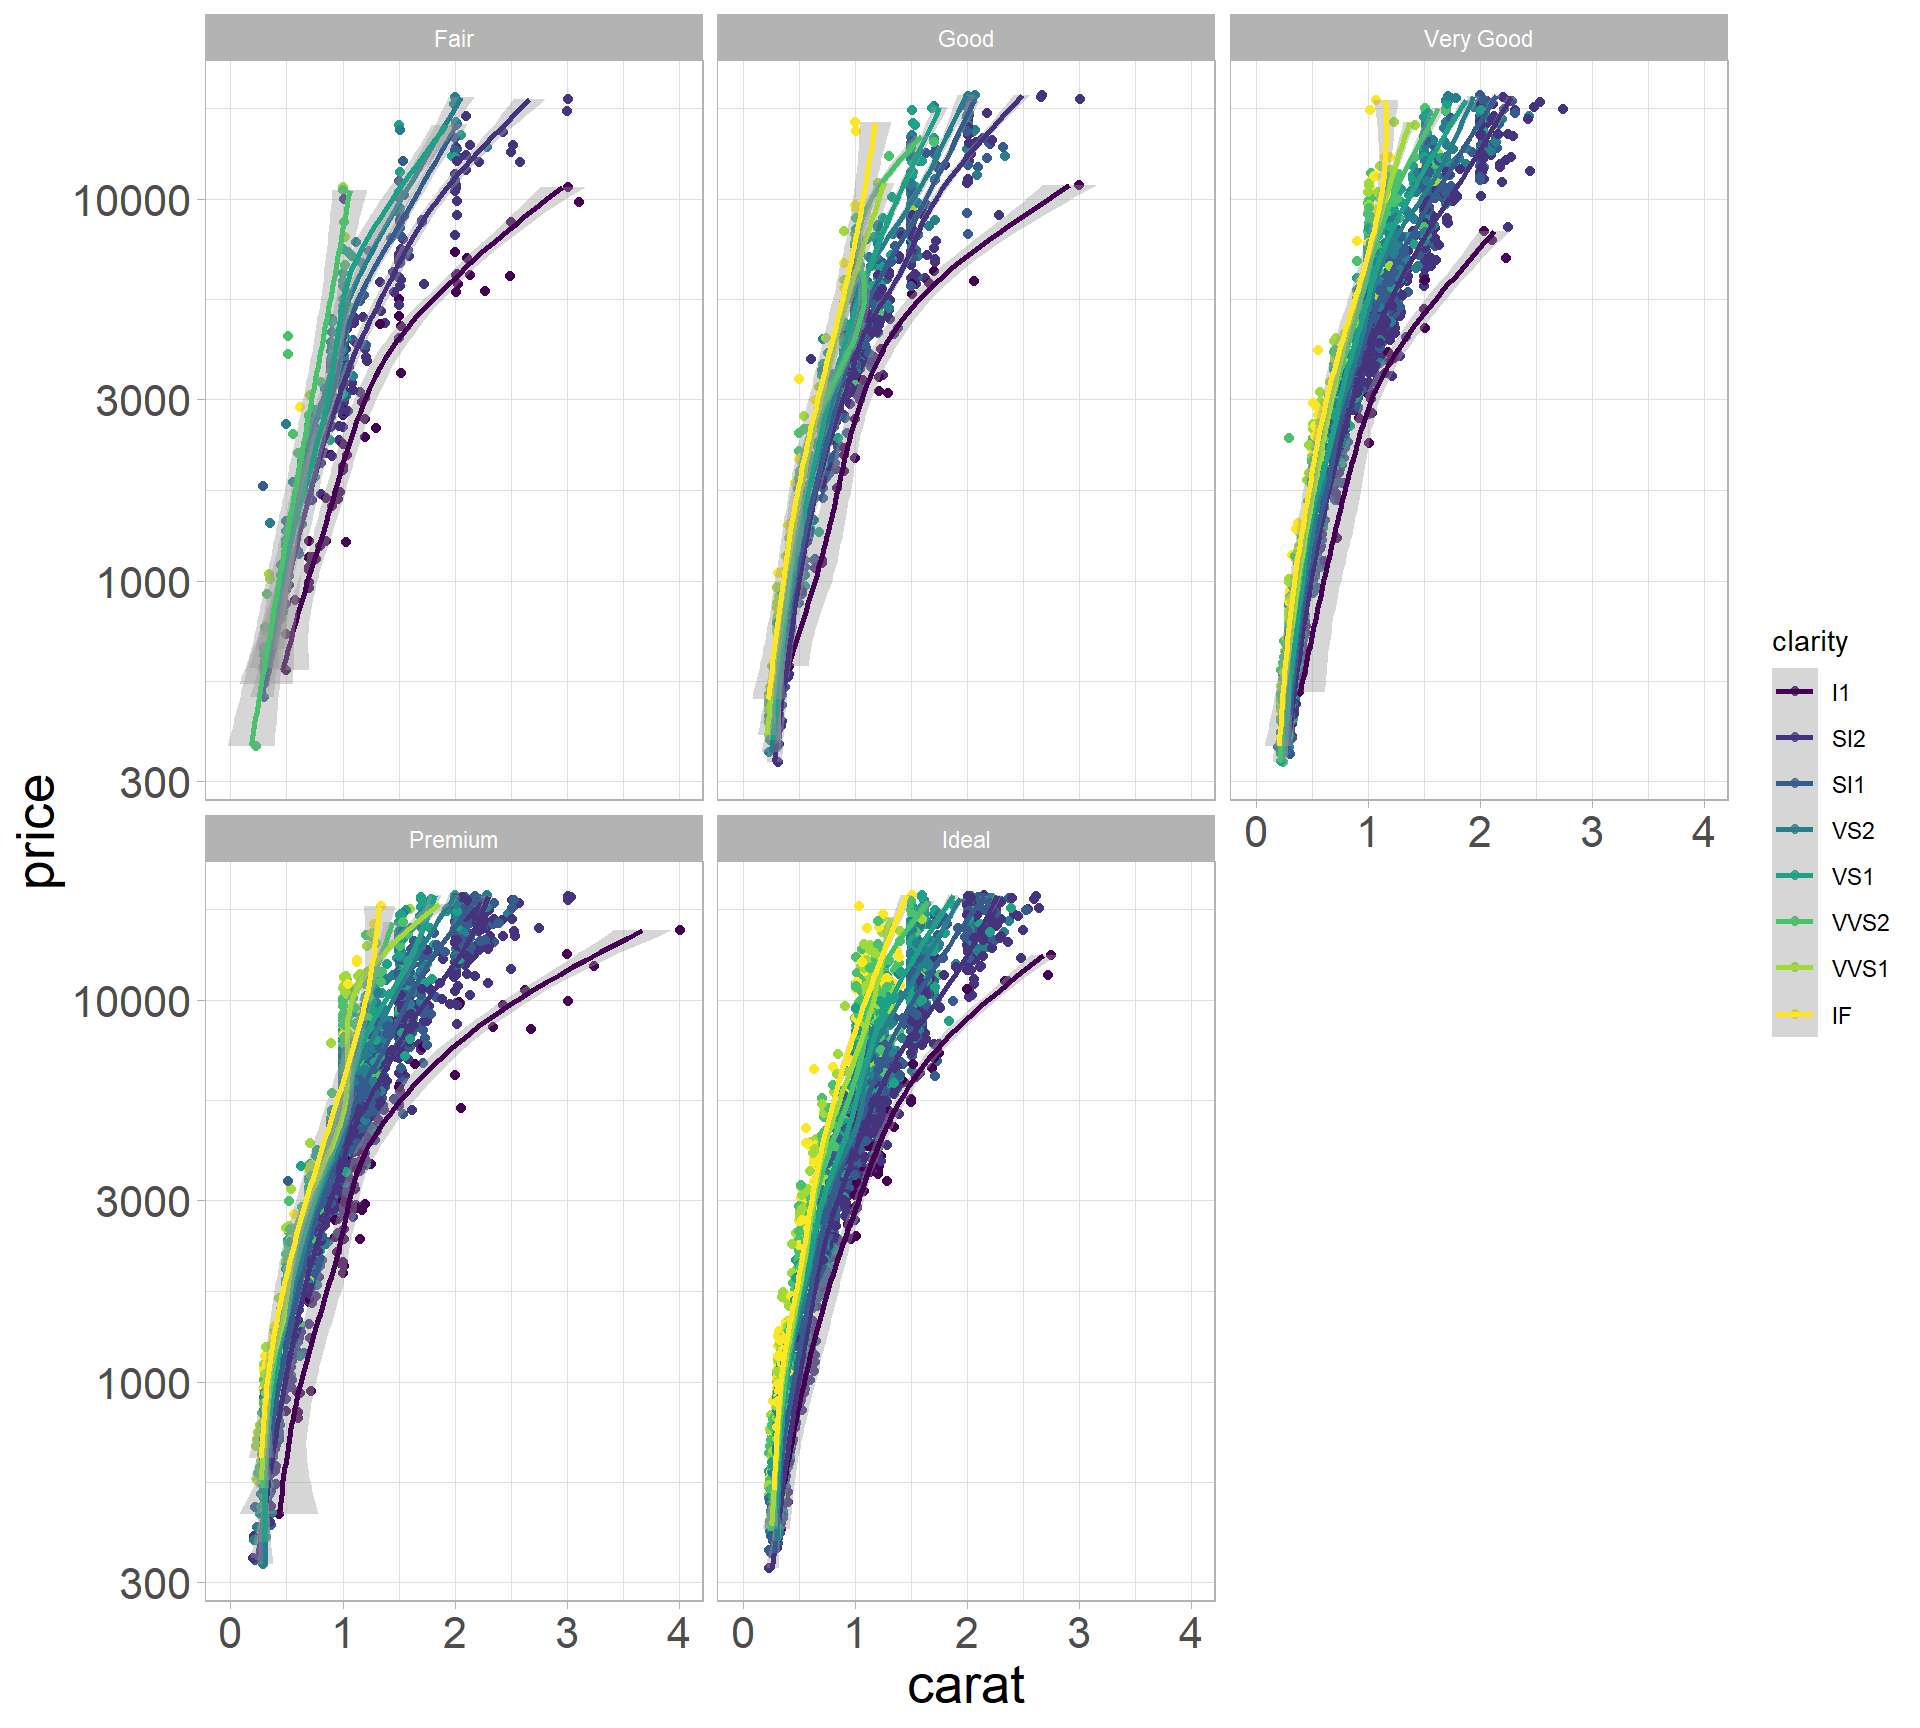 Fair
Good
Very Good
10000
3000
1000
300
0 1 2 3 4
Premium
Ideal
10000
3000
1000
300
0 1 2 3 4
0 1 2 3 4
price
carat
clarity
I1
SI2
SI1
VS2
VS1
VVS2
VVS1
IF